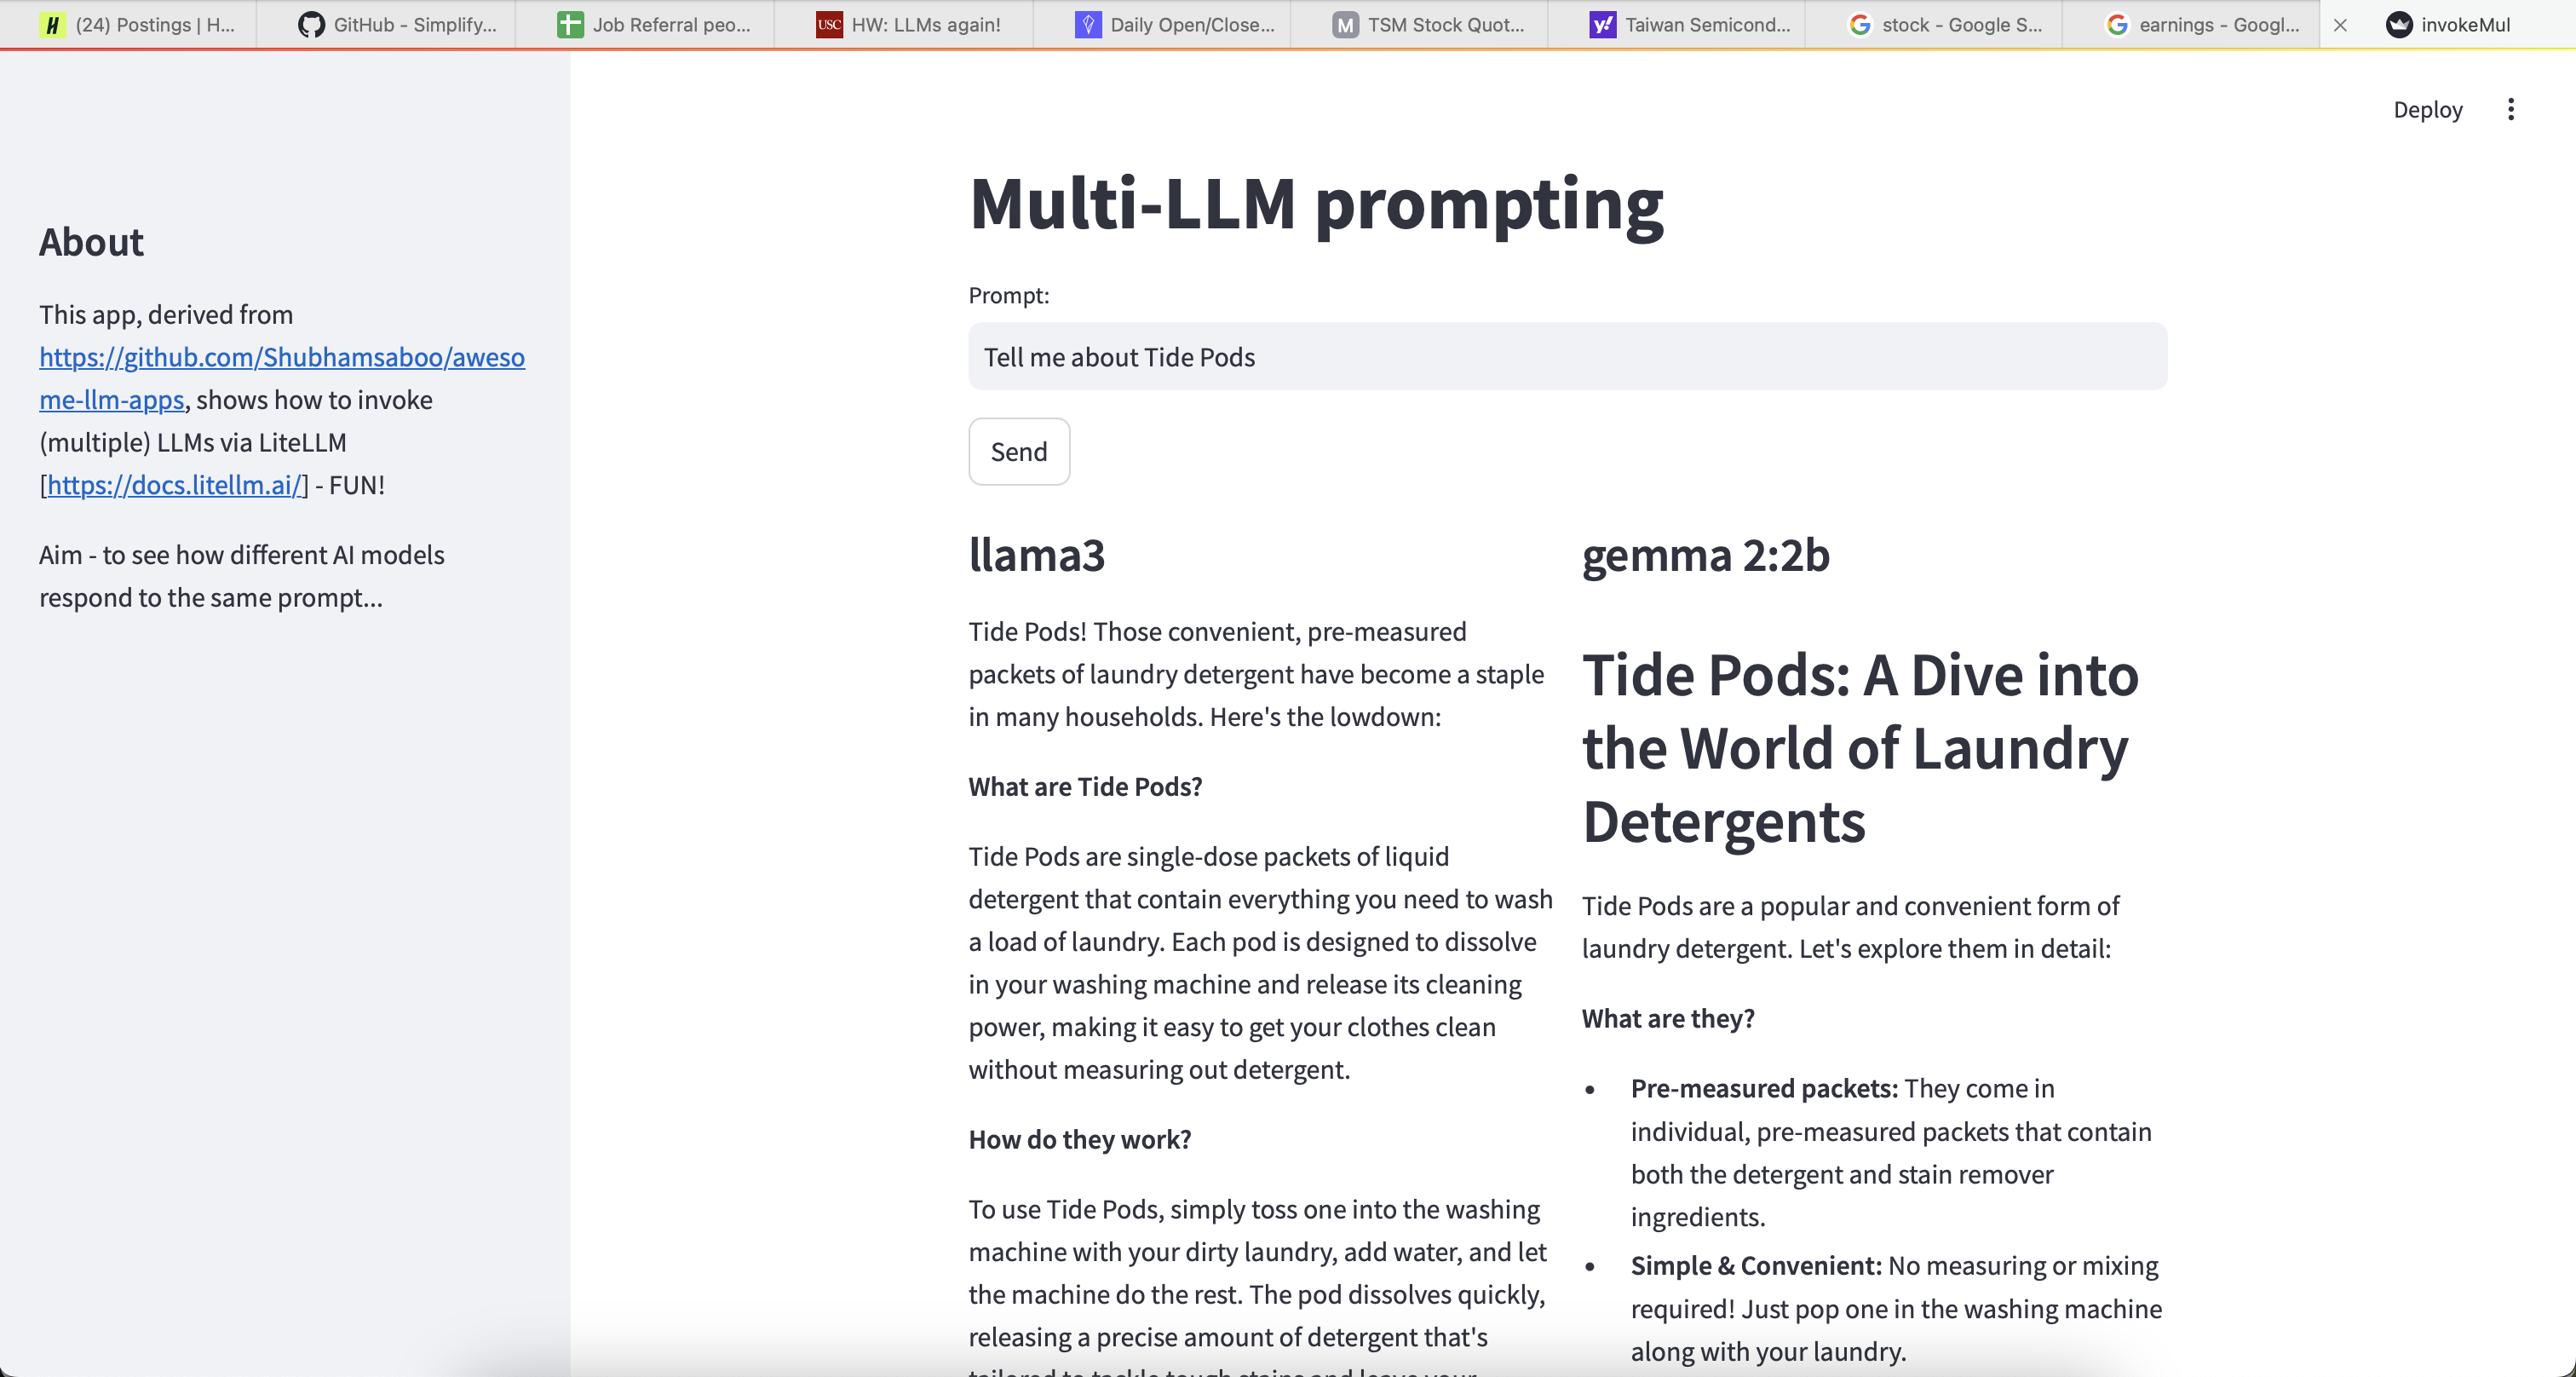 H (24) Postings | H...
GitHub - Simplify...
Job Referral peo...
USC HW: LLMs again!
Daily Open/Close...
M TSM Stock Quot...
y! Taiwan Semicond...
G stock - Google S...
G earnings - Googl...
invokeMul
Deploy
About
This app, derived from
https://github.com/Shubhamsaboo/aweso
me-llm-apps, shows how to invoke
(multiple) LLMs via LiteLLM
[https://docs.litellm.ai/] - FUN!
Aim - to see how different AI models
respond to the same prompt...
Multi-LLM prompting
Prompt:
Tell me about Tide Pods
Send
llama3
Tide Pods! Those convenient, pre-measured
packets of laundry detergent have become a staple
in many households. Here's the lowdown:
What are Tide Pods?
Tide Pods are single-dose packets of liquid
detergent that contain everything you need to wash
a load of laundry. Each pod is designed to dissolve
in your washing machine and release its cleaning
power, making it easy to get your clothes clean
without measuring out detergent.
How do they work?
To use Tide Pods, simply toss one into the washing
machine with your dirty laundry, add water, and let
the machine do the rest. The pod dissolves quickly,
releasing a precise amount of detergent that's
tailored to tackle tough stains and leave your
gemma 2:2b
Tide Pods: A Dive into
the World of Laundry
Detergents
Tide Pods are a popular and convenient form of
laundry detergent. Let's explore them in detail:
What are they?
• Pre-measured packets: They come in
individual, pre-measured packets that contain
both the detergent and stain remover
ingredients.
• Simple & Convenient: No measuring or mixing
required! Just pop one in the washing machine
along with your laundry.